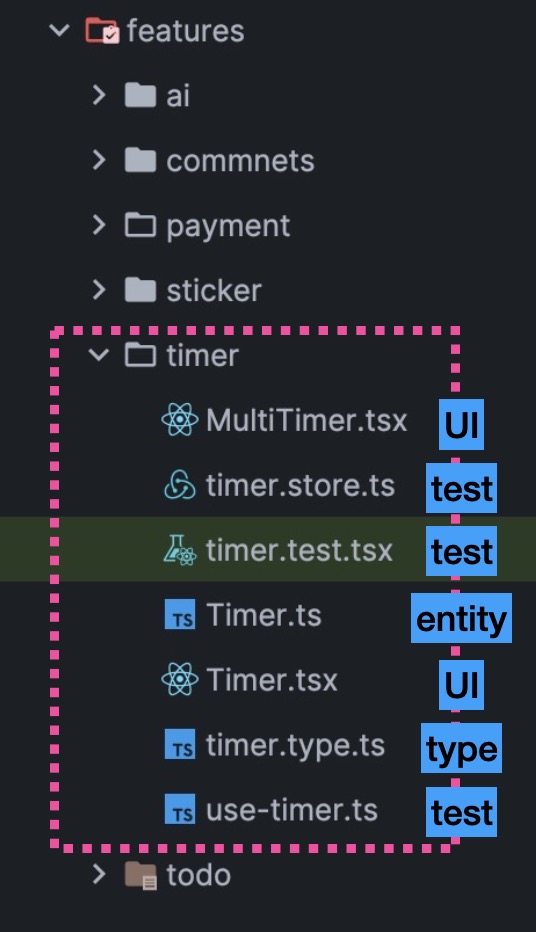 features
ai
commnets
payment
sticker
timer
MultiTimer.tsx UI
timer.store.ts test
timer.test.tsx test
TS Timer.ts entity
Timer.tsx UI
TS timer.type.ts type
TS use-timer.ts test
todo